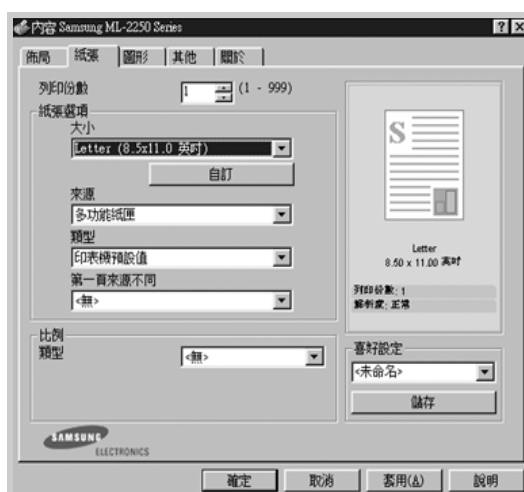 內容 Samsung ML-2250 Series
佈局 紙張 圖形 其他 關於
列印份數 1 (1 - 999)
紙張選項
大小
Letter (8.5x11.0 英吋)
自訂
來源
多功能紙匣
類型
印表機預設值
第一頁來源不同
<無>
比例
類型 <無>
S
Letter
8.50 x 11.00 英吋
列印份數: 1
解析度: 正常
喜好設定
<未命名>
儲存
SAMSUNG
ELECTRONICS
確定 取消 套用(A) 說明